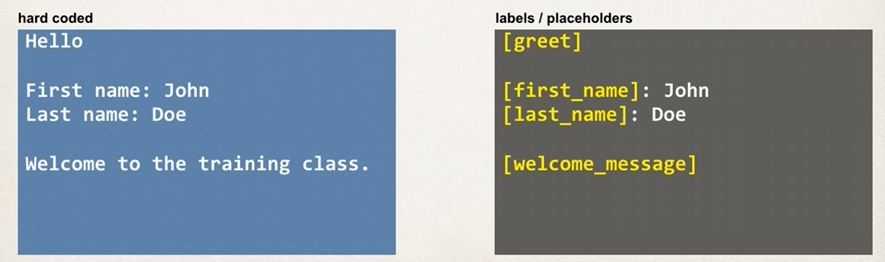 hard coded
Hello
First name: John
Last name: Doe
Welcome to the training class.
labels / placeholders
[greet]
[first_name]: John
[last_name]: Doe
[welcome_message]